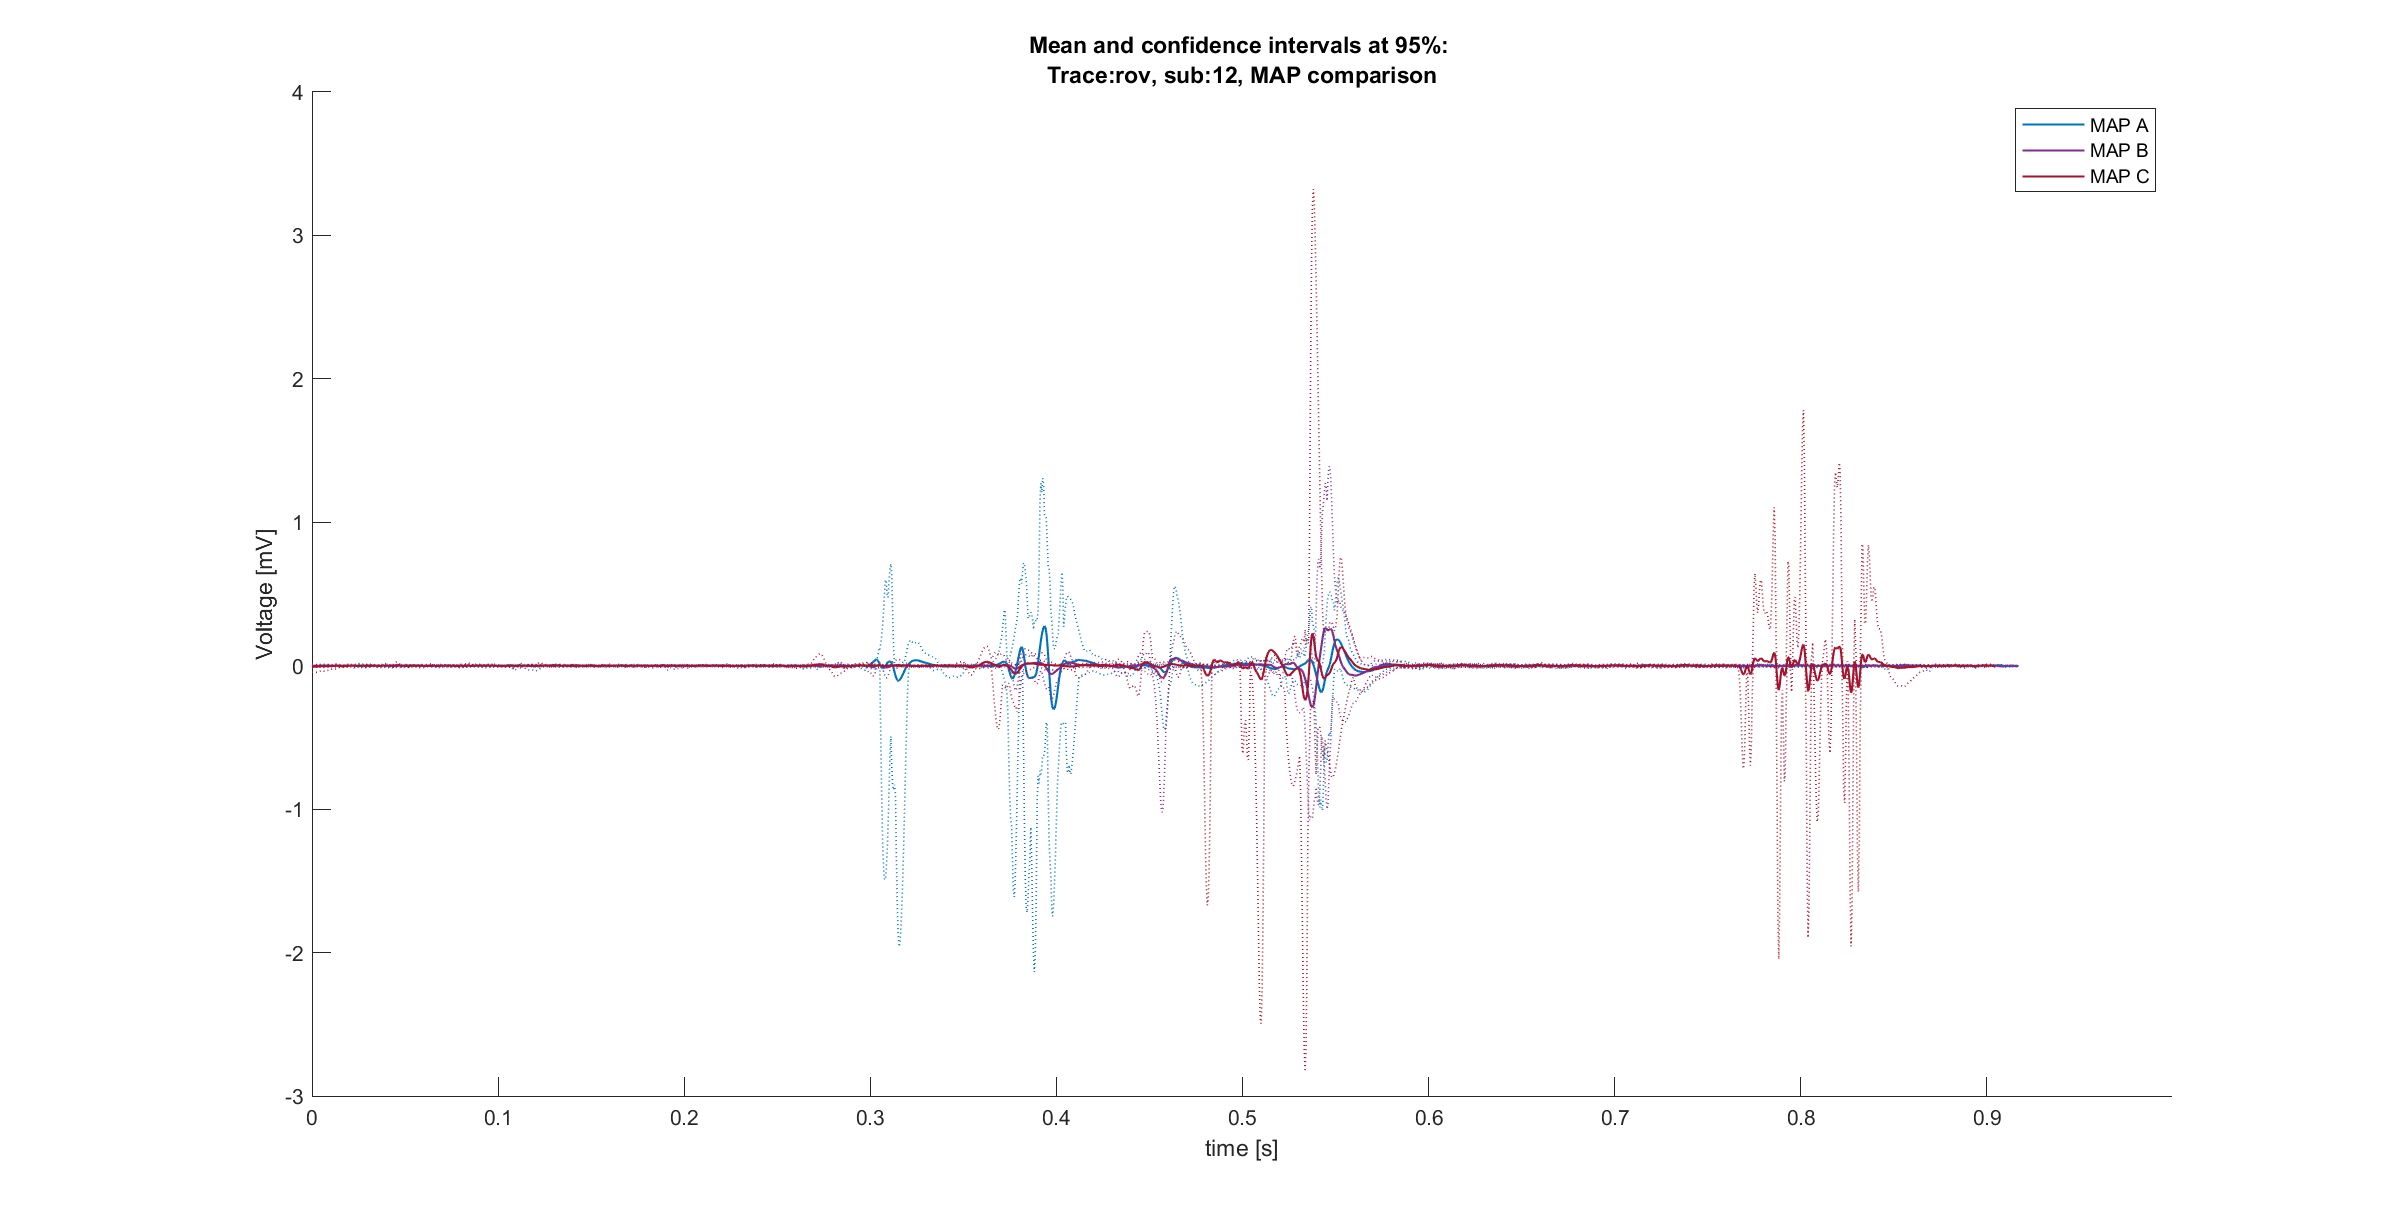 Mean and confidence intervals at 95%:
Trace:rov, sub:12, MAP comparison
MAP A
MAP B
MAP C
Voltage [mV]
4
3
2
1
0
-1
-2
-3
0
0.1
0.2
0.3
0.4
0.5
0.6
0.7
0.8
0.9
time [s]